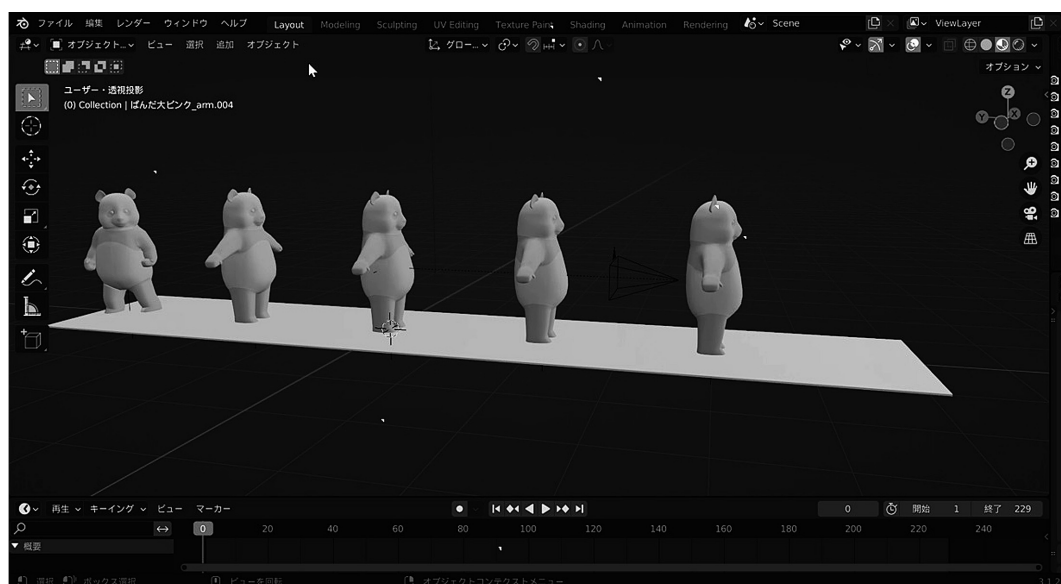 ファイル 編集 レンダー ウィンドウ ヘルプ Layout Modeling Sculpting UV Editing Texture Paint Shading Animation Rendering Scene ViewLayer
オブジェクト... ビュー 選択 追加 オブジェクト グロー...
オプション
ユーザー・透視投影
(0) Collection | ぱんだ大ピンク_arm.004
Z
Y X
再生 キーイング ビュー マーカー 0 開始 1 終了 229
0 20 40 60 80 100 120 140 160 180 200 220 240
概要
選択 ボックス選択 ビューを回転 オブジェクトコンテクストメニュー